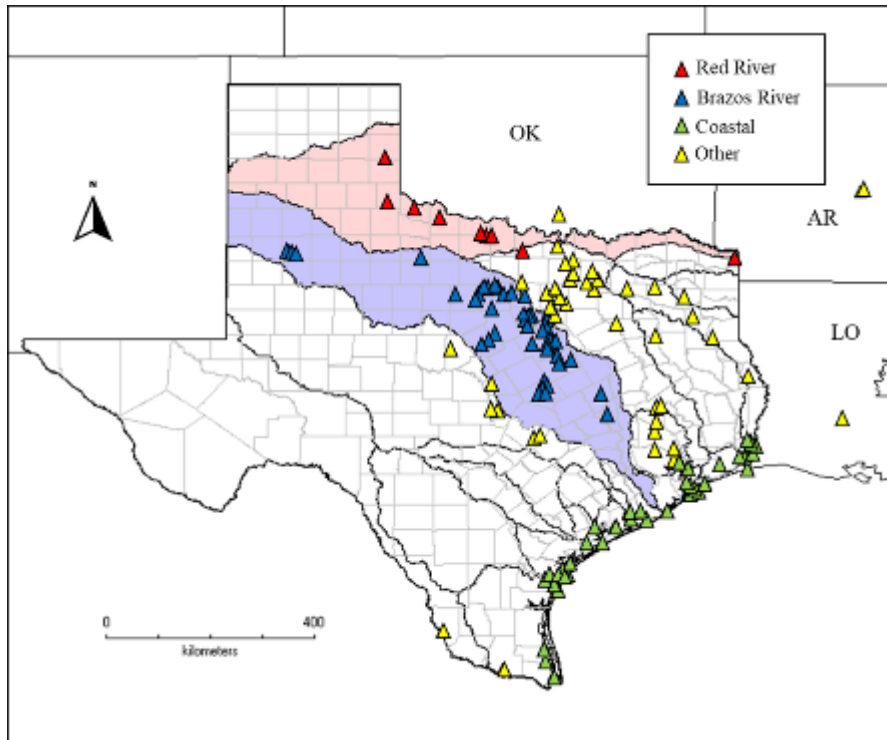 Red River
Brazos River
Coastal
Other
OK
AR
LO
N
0 400
kilometers